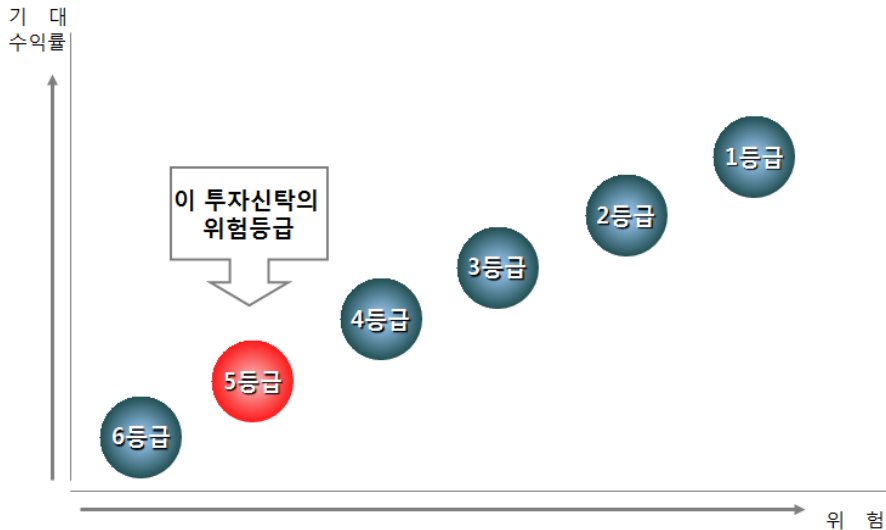 기 대
수익률
1등급
이 투자신탁의
위험등급
2등급
3등급
4등급
5등급
6등급
위 험